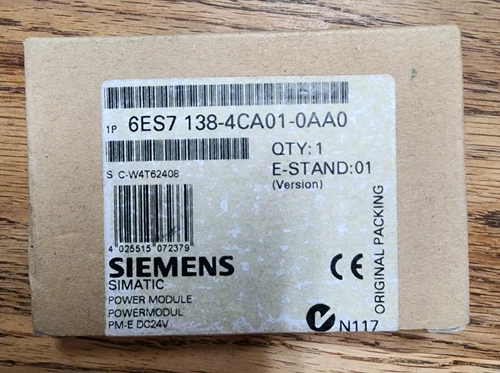 1P 6ES7 138-4CA01-0AA0
QTY: 1
S C-W4T62408
E-STAND:01
(Version)
4 025515 072379
SIEMENS
CE
SIMATIC
POWER MODULE
POWERMODUL
PM-E DC24V
N117
ORIGINAL PACKING